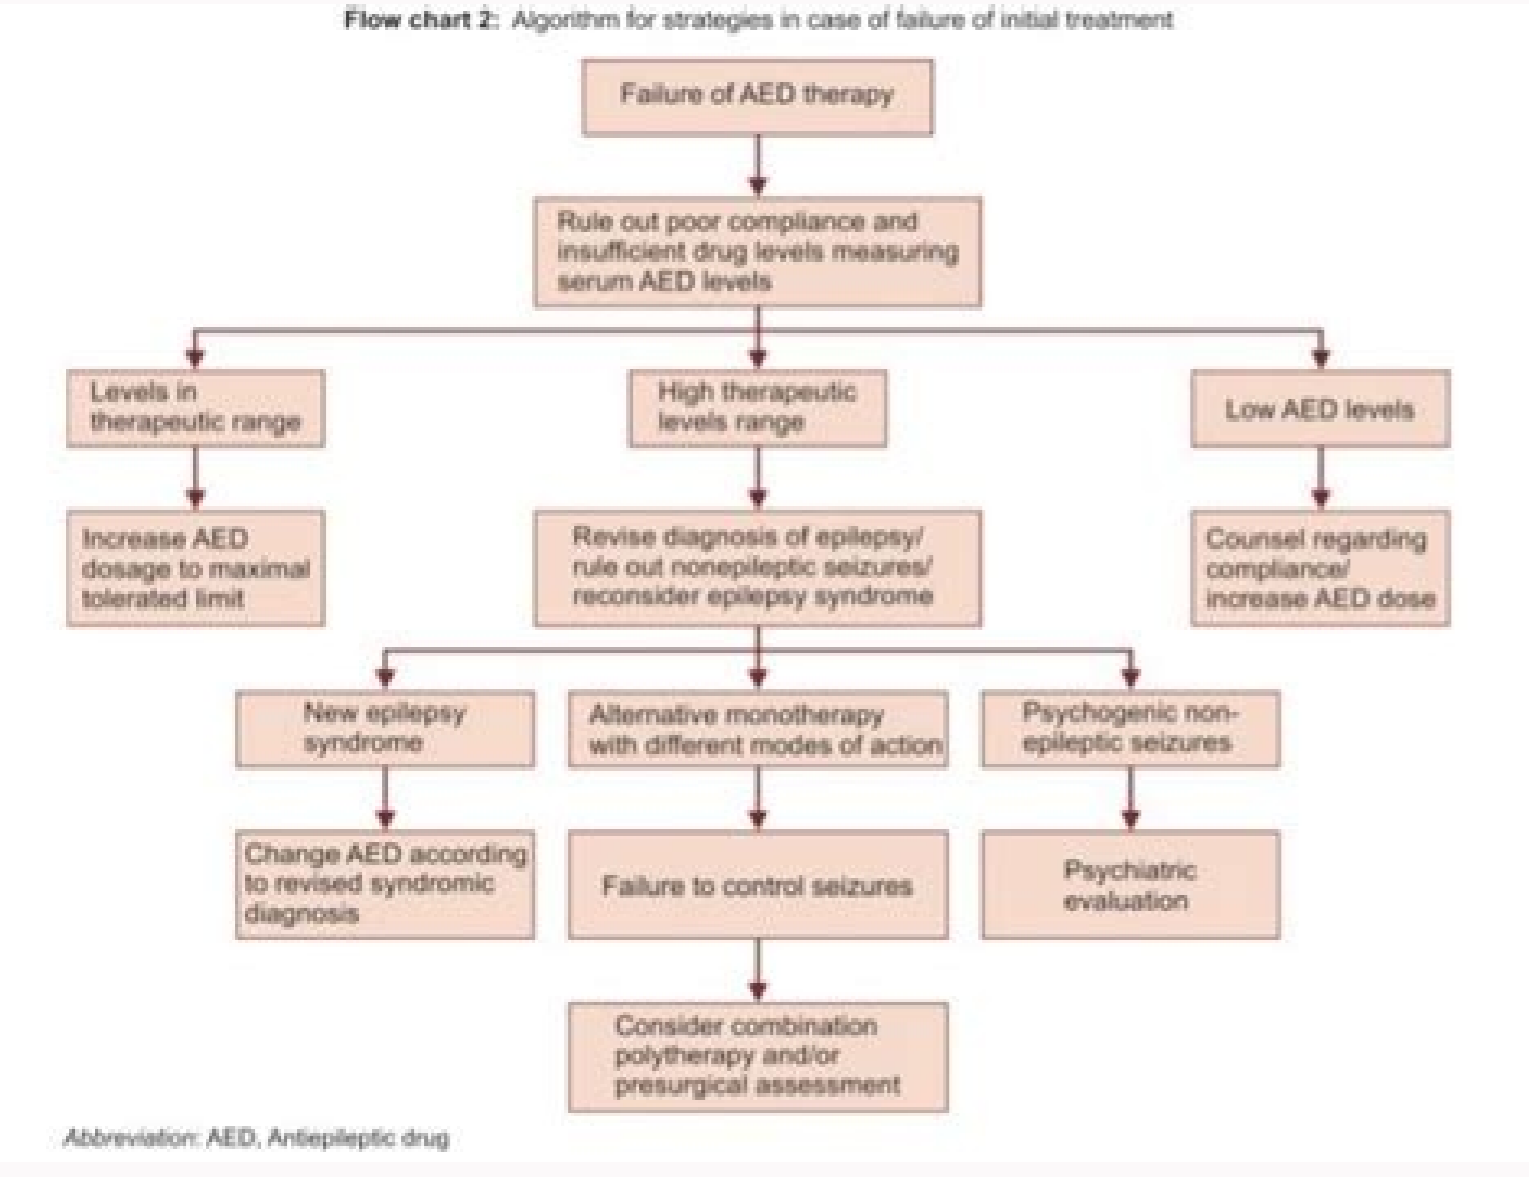 Flow chart 2: Algorithm for strategies in case of failure of initial treatment
Failure of AED therapy
Rule out poor compliance and
insufficient drug levels measuring
serum AED levels
Levels in
therapeutic range
High therapeutic
levels range
Low AED levels
Increase AED
dosage to maximal
tolerated limit
Revise diagnosis of epilepsy/
rule out nonepileptic seizures/
reconsider epilepsy syndrome
Counsel regarding
compliance/
increase AED dose
New epilepsy
syndrome
Alternative monotherapy
with different modes of action
Psychogenic non-
epileptic seizures
Change AED according
to revised syndromic
diagnosis
Failure to control seizures
Psychiatric
evaluation
Consider combination
polytherapy and/or
presurgical assessment
Abbreviation: AED, Antiepileptic drug